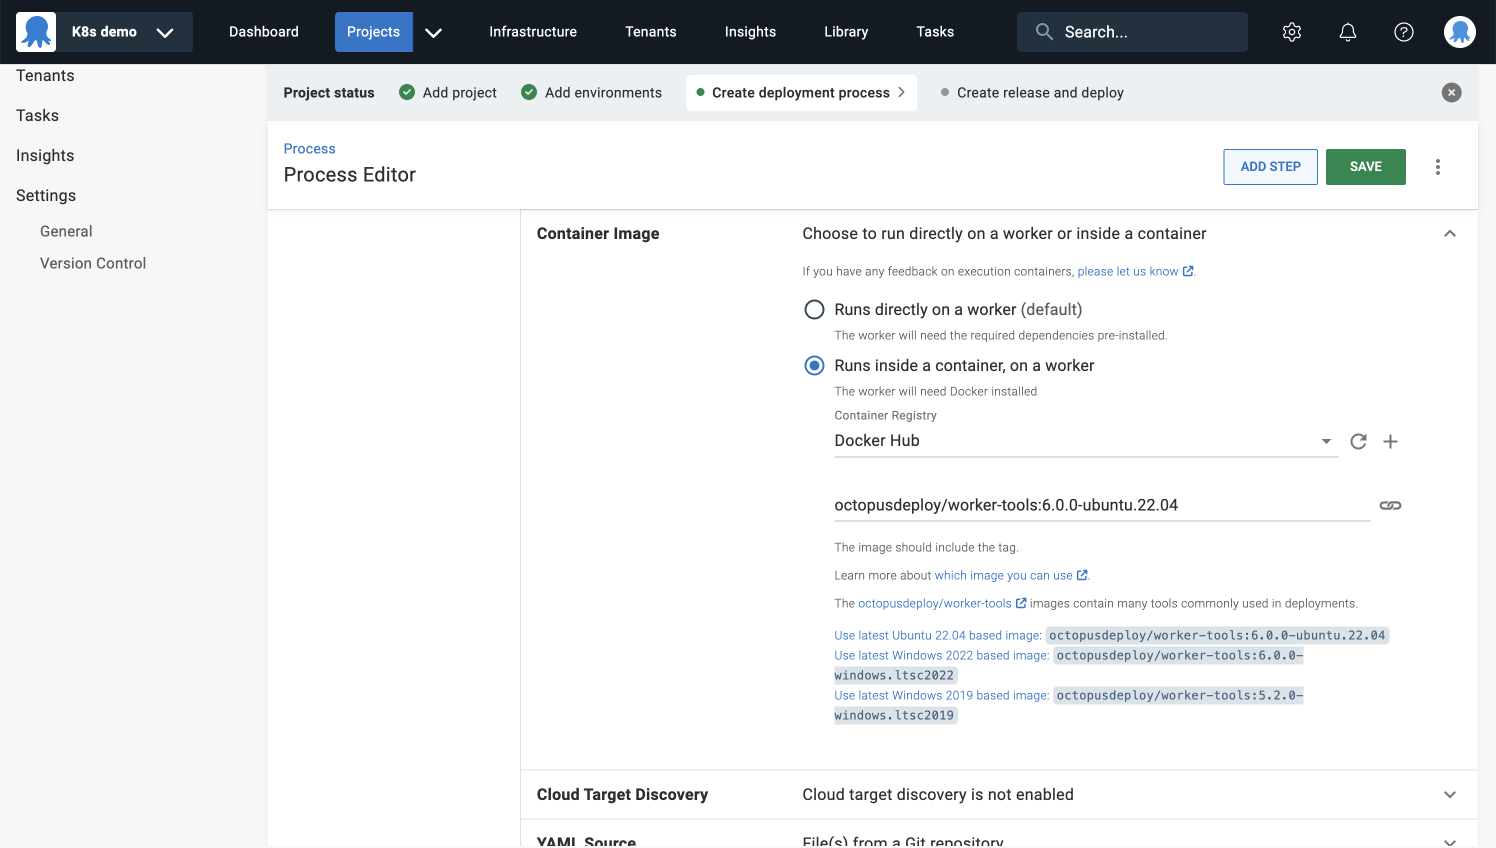 K8s demo
Dashboard
Projects
Infrastructure
Tenants
Insights
Library
Tasks
Search...
Tenants
Tasks
Insights
Settings
General
Version Control
Project status
Add project
Add environments
Create deployment process
Create release and deploy
Process
Process Editor
ADD STEP
SAVE
Container Image
Choose to run directly on a worker or inside a container
If you have any feedback on execution containers, please let us know.
Runs directly on a worker (default)
The worker will need the required dependencies pre-installed.
Runs inside a container, on a worker
The worker will need Docker installed
Container Registry
Docker Hub
octopusdeploy/worker-tools:6.0.0-ubuntu.22.04
The image should include the tag.
Learn more about which image you can use.
The octopusdeploy/worker-tools images contain many tools commonly used in deployments.
Use latest Ubuntu 22.04 based image: octopusdeploy/worker-tools:6.0.0-ubuntu.22.04
Use latest Windows 2022 based image: octopusdeploy/worker-tools:6.0.0-
windows.ltsc2022
Use latest Windows 2019 based image: octopusdeploy/worker-tools:5.2.0-
windows.ltsc2019
Cloud Target Discovery
Cloud target discovery is not enabled
YAML Source
File(s) from a Git repository